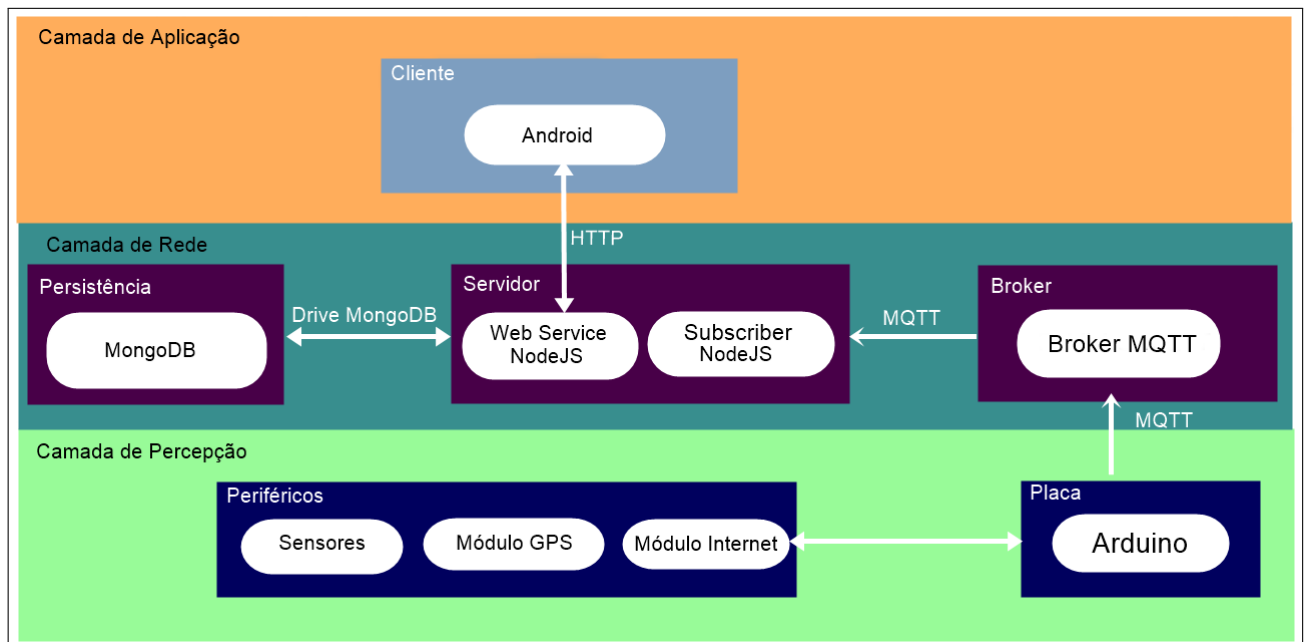 Camada de Aplicação
Cliente
Android
HTTP
Camada de Rede
Persistência
MongoDB
Drive MongoDB
Servidor
Web Service
NodeJS
Subscriber
NodeJS
MQTT
Broker
Broker MQTT
MQTT
Camada de Percepção
Periféricos
Sensores
Módulo GPS
Módulo Internet
Placa
Arduino